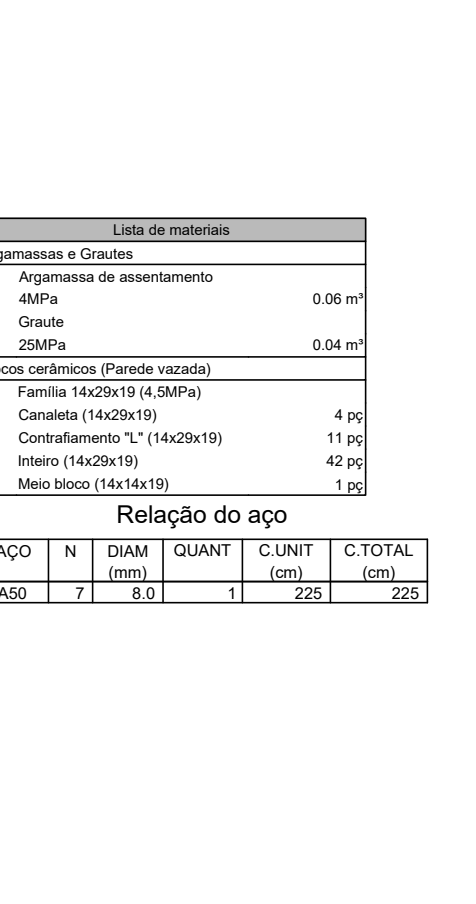 Lista de materiais
gamassas e Grautes
Argamassa de assentamento
4MPa 0.06 m³
Graute
25MPa 0.04 m³
cos cerâmicos (Parede vazada)
Família 14x29x19 (4,5MPa)
Canaleta (14x29x19) 4 pç
Contrafiamento "L" (14x29x19) 11 pç
Inteiro (14x29x19) 42 pç
Meio bloco (14x14x19) 1 pç
Relação do aço
AÇO N DIAM QUANT C.UNIT C.TOTAL
(mm) (cm) (cm)
A50 7 8.0 1 225 225